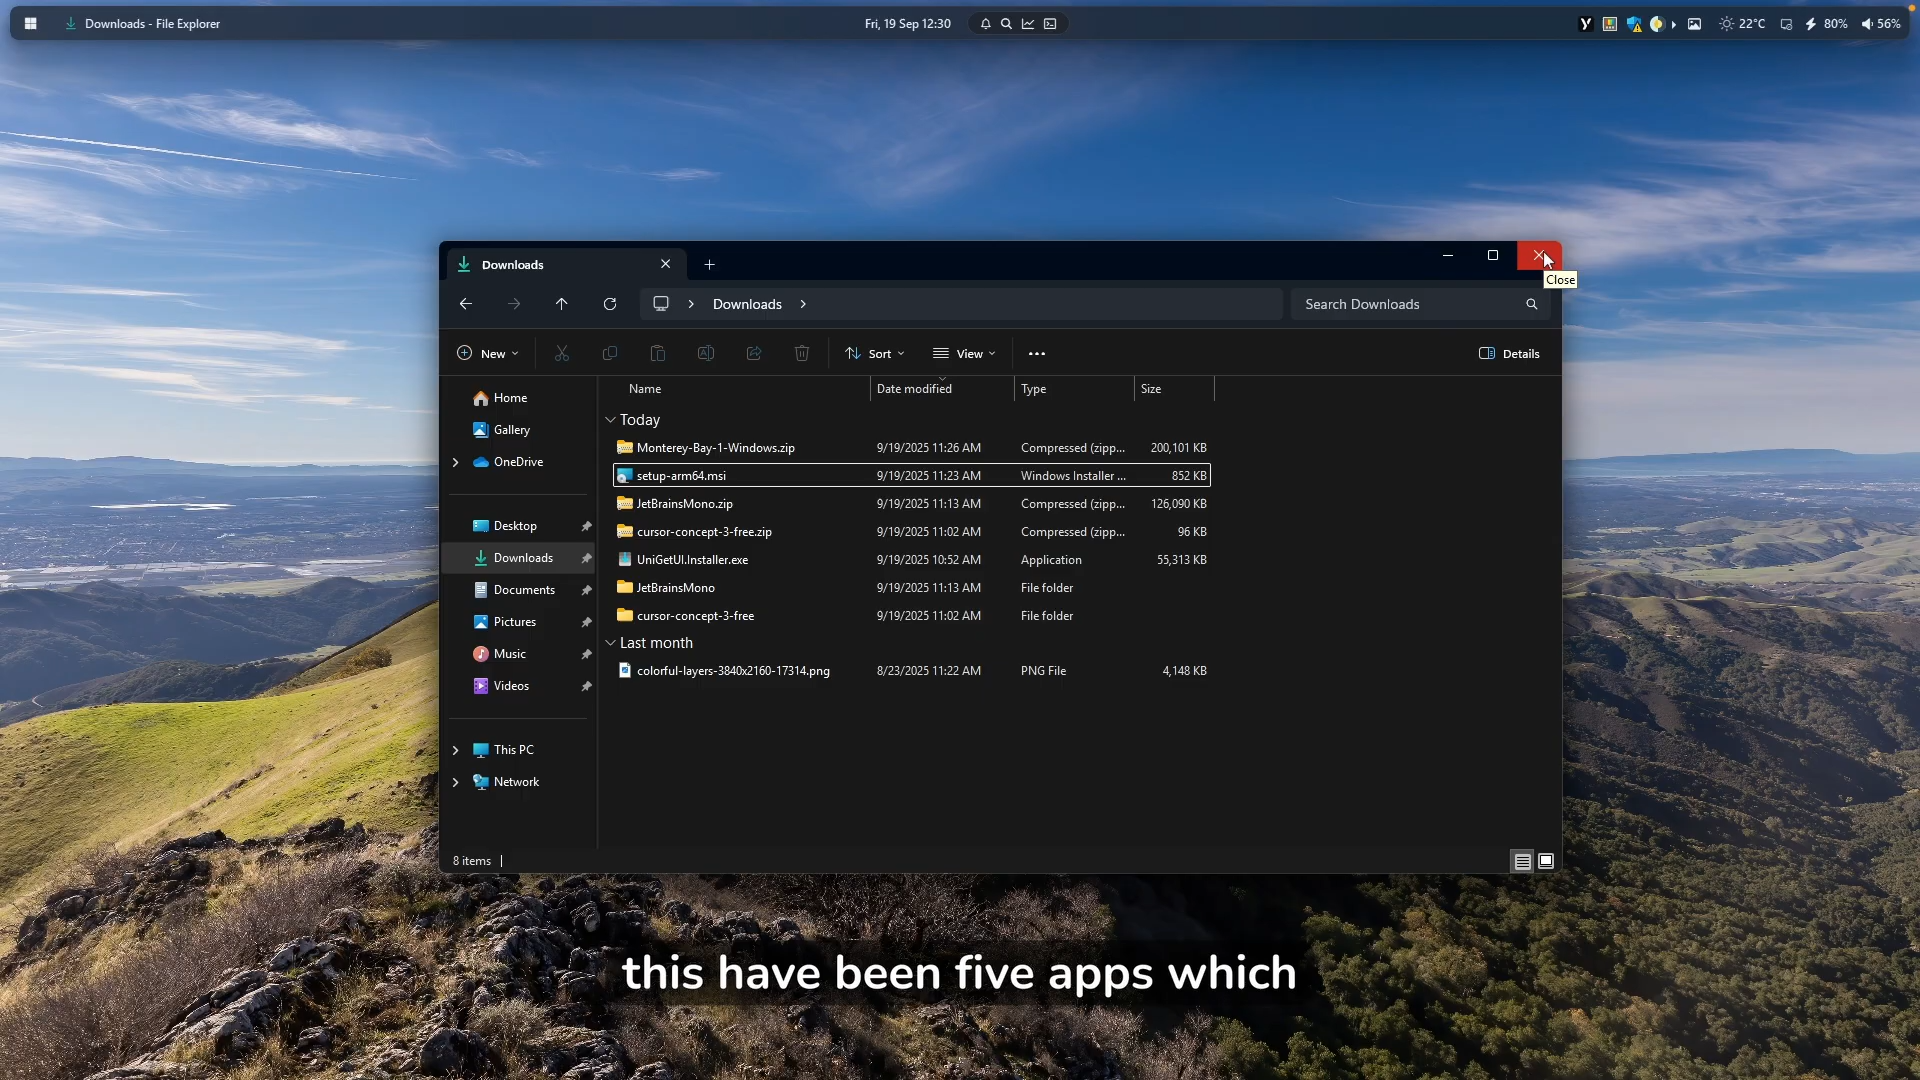 Downloads - File Explorer
Fri, 19 Sep 12:30
22°C
80%
56%
Downloads
Close
Downloads
Search Downloads
New
Sort
View
Details
Name
Date modified
Type
Size
Home
Gallery
OneDrive
Desktop
Downloads
Documents
Pictures
Music
Videos
This PC
Network
Today
Monterey-Bay-1-Windows.zip 9/19/2025 11:26 AM Compressed (zipp... 200,101 KB
setup-arm64.msi 9/19/2025 11:23 AM Windows Installer ... 852 KB
JetBrainsMono.zip 9/19/2025 11:13 AM Compressed (zipp... 126,090 KB
cursor-concept-3-free.zip 9/19/2025 11:02 AM Compressed (zipp... 96 KB
UniGetUI.Installer.exe 9/19/2025 10:52 AM Application 55,313 KB
JetBrainsMono 9/19/2025 11:13 AM File folder
cursor-concept-3-free 9/19/2025 11:02 AM File folder
Last month
colorful-layers-3840x2160-17314.png 8/23/2025 11:22 AM PNG File 4,148 KB
8 items
this have been five apps which